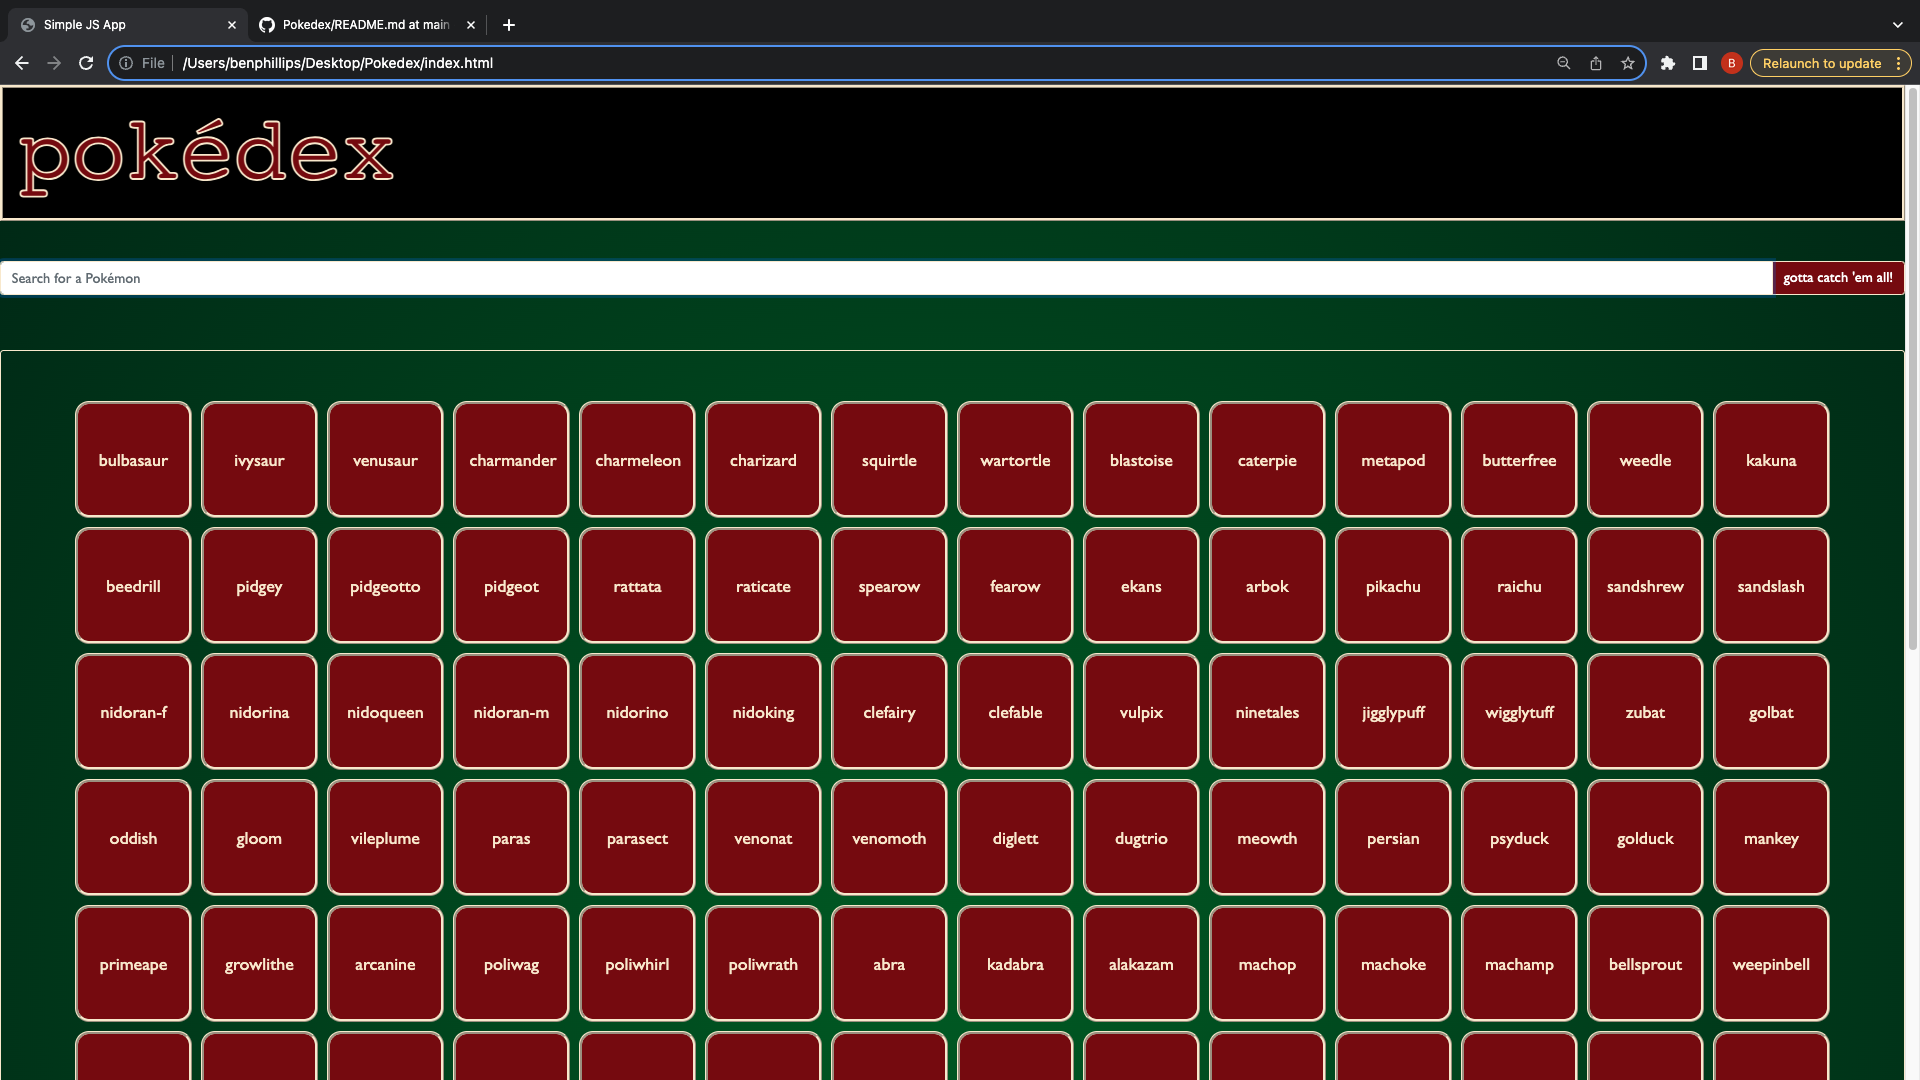 Simple JS App
Pokedex/README.md at main
File /Users/benphillips/Desktop/Pokedex/index.html
B
Relaunch to update
pokédex
Search for a Pokémon
gotta catch 'em all!
bulbasaur ivysaur venusaur charmander charmeleon charizard squirtle wartortle blastoise caterpie metapod butterfree weedle kakuna
beedrill pidgey pidgeotto pidgeot rattata raticate spearow fearow ekans arbok pikachu raichu sandshrew sandslash
nidoran-f nidorina nidoqueen nidoran-m nidorino nidoking clefairy clefable vulpix ninetales jigglypuff wigglytuff zubat golbat
oddish gloom vileplume paras parasect venonat venomoth diglett dugtrio meowth persian psyduck golduck mankey
primeape growlithe arcanine poliwag poliwhirl poliwrath abra kadabra alakazam machop machoke machamp bellsprout weepinbell